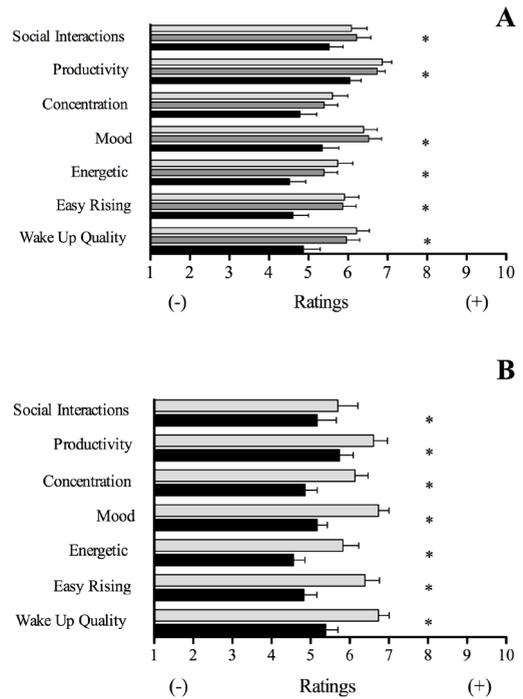 A
Social Interactions *
Productivity *
Concentration
Mood *
Energetic *
Easy Rising *
Wake Up Quality *
1 2 3 4 5 6 7 8 9 10
(-) Ratings (+)
B
Social Interactions *
Productivity *
Concentration *
Mood *
Energetic *
Easy Rising *
Wake Up Quality *
1 2 3 4 5 6 7 8 9 10
(-) Ratings (+)